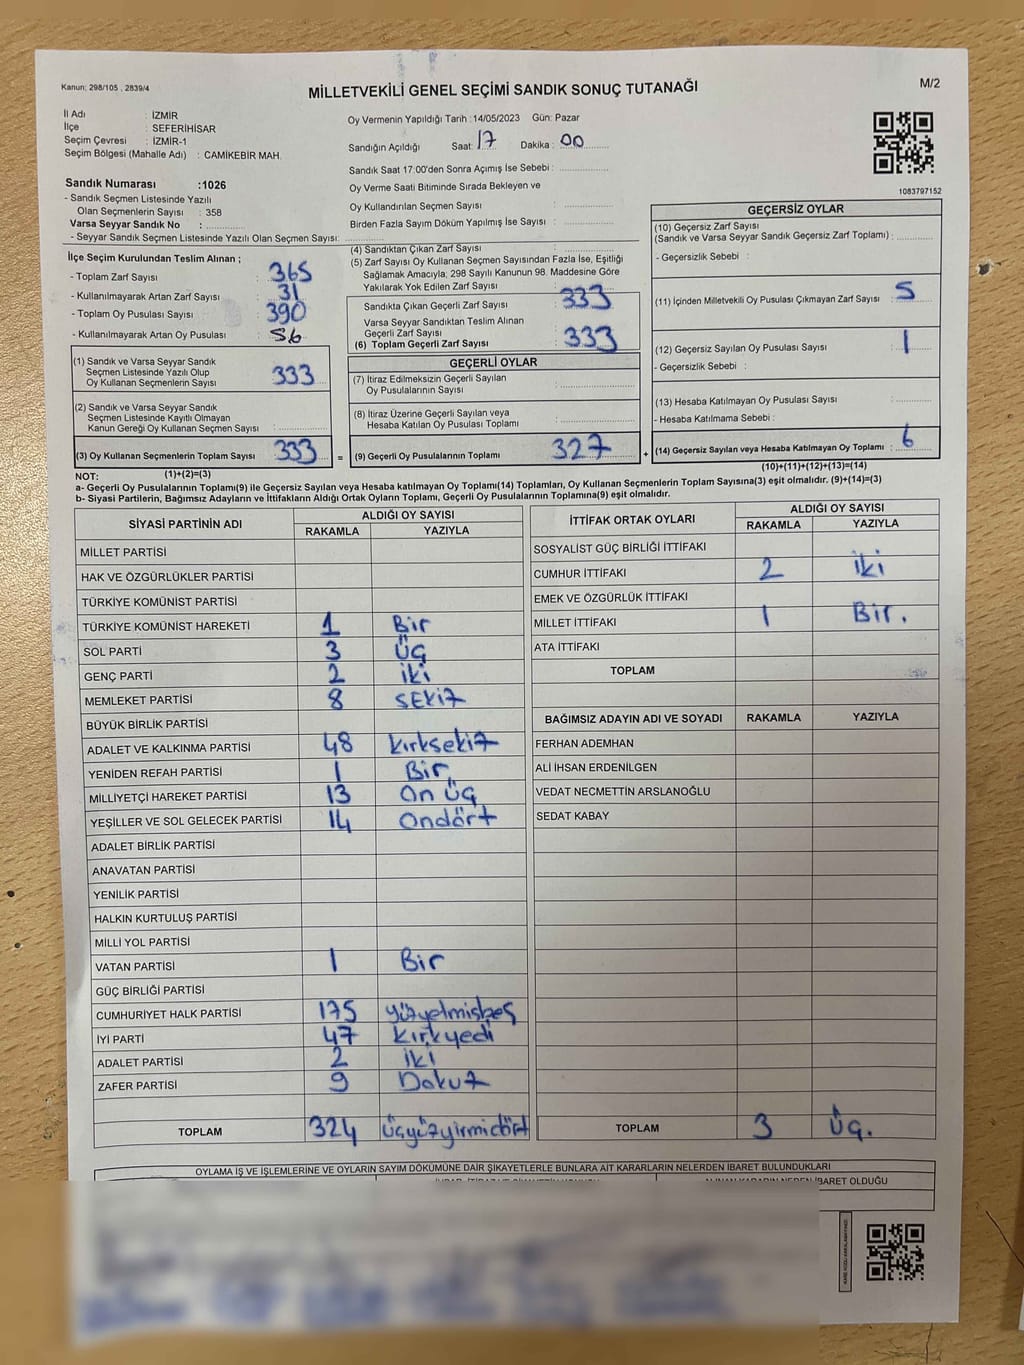 Kanun: 298/105 , 2839/4
MİLLETVEKİLİ GENEL SEÇİMİ SANDIK SONUÇ TUTANAĞI
M/2
İl Adı : İZMİR
İlçe : SEFERİHİSAR
Seçim Çevresi : İZMİR-1
Seçim Bölgesi (Mahalle Adı) : CAMİKEBİR MAH.
Oy Vermenin Yapıldığı Tarih :14/05/2023 Gün: Pazar
Sandığın Açıldığı Saat: 17 Dakika : 00
Sandık Saat 17:00'den Sonra Açımış İse Sebebi :
Oy Verme Saati Bitiminde Sırada Bekleyen ve
Oy Kullandırılan Seçmen Sayısı :
Birden Fazla Sayım Döküm Yapılmış İse Sayısı :
1083797152
Sandık Numarası :1026
- Sandık Seçmen Listesinde Yazılı
Olan Seçmenlerin Sayısı : 358
Varsa Seyyar Sandık No :
- Seyyar Sandık Seçmen Listesinde Yazılı Olan Seçmen Sayısı:
İlçe Seçim Kurulundan Teslim Alınan ;
- Toplam Zarf Sayısı : 365
- Kullanılmayarak Artan Zarf Sayısı : 31
- Toplam Oy Pusulası Sayısı : 390
- Kullanılmayarak Artan Oy Pusulası : 56
(1) Sandık ve Varsa Seyyar Sandık
Seçmen Listesinde Yazılı Olup
Oy Kullanan Seçmenlerin Sayısı : 333
(2) Sandık ve Varsa Seyyar Sandık
Seçmen Listesinde Kayıtlı Olmayan
Kanun Gereği Oy Kullanan Seçmen Sayısı :
(3) Oy Kullanan Seçmenlerin Toplam Sayısı : 333 =
(1)+(2)=(3)
(4) Sandıktan Çıkan Zarf Sayısı :
(5) Zarf Sayısı Oy Kullanan Seçmen Sayısından Fazla İse, Eşitliği
Sağlamak Amacıyla; 298 Sayılı Kanunun 98. Maddesine Göre
Yakılarak Yok Edilen Zarf Sayısı :
Sandıkta Çıkan Geçerli Zarf Sayısı : 333
Varsa Seyyar Sandıktan Teslim Alınan
Geçerli Zarf Sayısı :
(6) Toplam Geçerli Zarf Sayısı : 333
GEÇERLİ OYLAR
(7) İtiraz Edilmeksizin Geçerli Sayılan
Oy Pusulalarının Sayısı :
(8) İtiraz Üzerine Geçerli Sayılan veya
Hesaba Katılan Oy Pusulası Toplamı :
(9) Geçerli Oy Pusulalarının Toplamı : 327 +
GEÇERSİZ OYLAR
(10) Geçersiz Zarf Sayısı
(Sandık ve Varsa Seyyar Sandık Geçersiz Zarf Toplamı) :
- Geçersizlik Sebebi :
(11) İçinden Milletvekili Oy Pusulası Çıkmayan Zarf Sayısı : 5
(12) Geçersiz Sayılan Oy Pusulası Sayısı : 1
- Geçersizlik Sebebi :
(13) Hesaba Katılmayan Oy Pusulası Sayısı :
- Hesaba Katılmama Sebebi :
(14) Geçersiz Sayılan veya Hesaba Katılmayan Oy Toplamı : 6
(10)+(11)+(12)+(13)=(14)
NOT:
a- Geçerli Oy Pusulalarının Toplamı(9) ile Geçersiz Sayılan veya Hesaba katılmayan Oy Toplamı(14) Toplamları, Oy Kullanan Seçmenlerin Toplam Sayısına(3) eşit olmalıdır. (9)+(14)=(3)
b- Siyasi Partilerin, Bağımsız Adayların ve İttifakların Aldığı Ortak Oyların Toplamı, Geçerli Oy Pusulalarının Toplamına(9) eşit olmalıdır.
SİYASİ PARTİNİN ADI ALDIĞI OY SAYISI
RAKAMLA YAZIYLA
MİLLET PARTİSİ
HAK VE ÖZGÜRLÜKLER PARTİSİ
TÜRKİYE KOMÜNİST PARTİSİ
TÜRKİYE KOMÜNİST HAREKETİ 1 Bir
SOL PARTİ 3 Üç
GENÇ PARTİ 2 iki
MEMLEKET PARTİSİ 8 SEKİZ
BÜYÜK BİRLİK PARTİSİ
ADALET VE KALKINMA PARTİSİ 48 kırksekiz
YENİDEN REFAH PARTİSİ 1 Bir
MİLLİYETÇİ HAREKET PARTİSİ 13 On üç
YEŞİLLER VE SOL GELECEK PARTİSİ 14 Ondört
ADALET BİRLİK PARTİSİ
ANAVATAN PARTİSİ
YENİLİK PARTİSİ
HALKIN KURTULUŞ PARTİSİ
MİLLİ YOL PARTİSİ
VATAN PARTİSİ 1 Bir
GÜÇ BİRLİĞİ PARTİSİ
CUMHURİYET HALK PARTİSİ 175 yüzyetmişbeş
İYİ PARTİ 47 kırkyedi
ADALET PARTİSİ 2 iki
ZAFER PARTİSİ 9 Dokuz
TOPLAM 324 üçyüzyirmidört
İTTİFAK ORTAK OYLARI ALDIĞI OY SAYISI
RAKAMLA YAZIYLA
SOSYALİST GÜÇ BİRLİĞİ İTTİFAKI
CUMHUR İTTİFAKI 2 iki
EMEK VE ÖZGÜRLÜK İTTİFAKI
MİLLET İTTİFAKI 1 Bir.
ATA İTTİFAKI
TOPLAM
BAĞIMSIZ ADAYIN ADI VE SOYADI RAKAMLA YAZIYLA
FERHAN ADEMHAN
ALİ İHSAN ERDENİLGEN
VEDAT NECMETTİN ARSLANOĞLU
SEDAT KABAY
TOPLAM 3 Üç.
OYLAMA İŞ VE İŞLEMLERİNE VE OYLARIN SAYIM DÖKÜMÜNE DAİR ŞİKAYETLERLE BUNLARA AİT KARARLARIN NELERDEN İBARET BULUNDUKLARI
ALINAN KARARIN NEDEN İBARET OLDUĞU